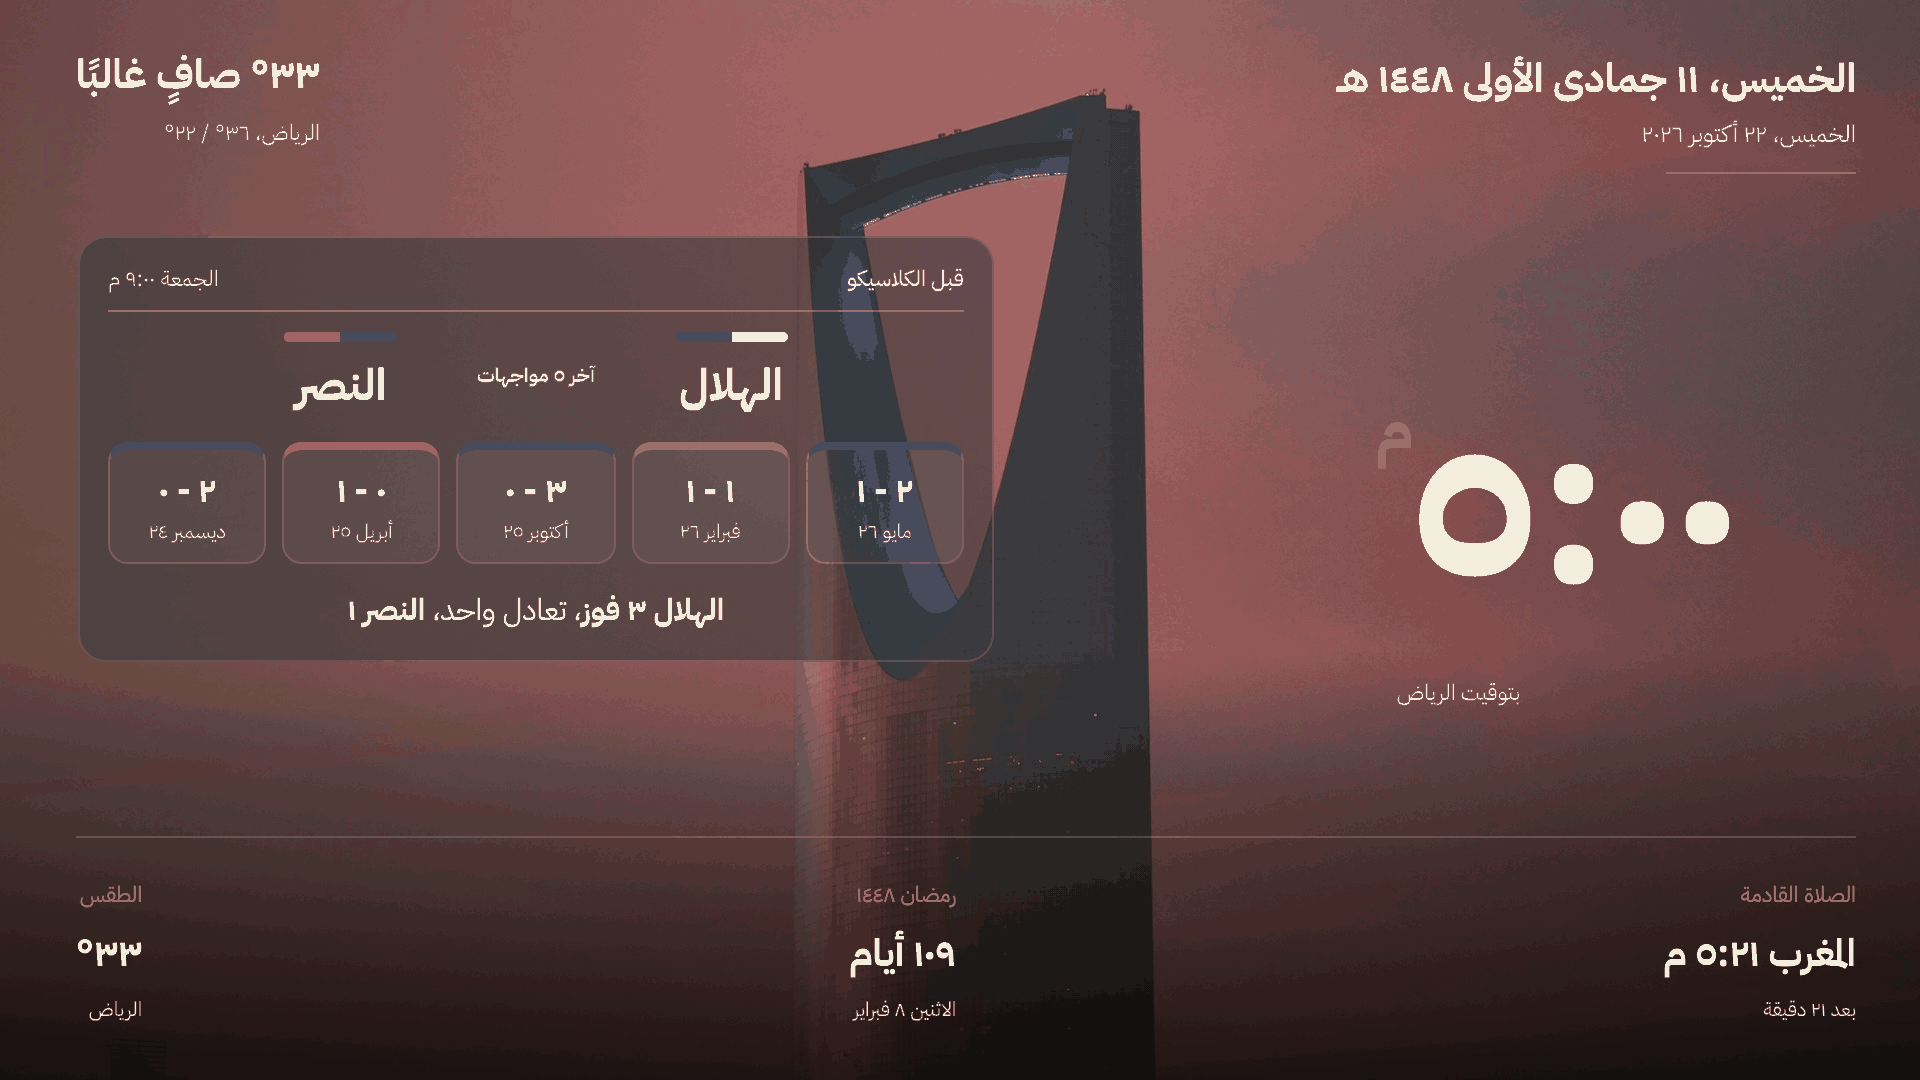 الخميس، ١١ جمادى الأولى ١٤٤٨ هـ
الخميس، ٢٢ أكتوبر ٢٠٢٦
٣٣° صافٍ غالبًا
الرياض، ٣٦° / ٢٢°
قبل الكلاسيكو
الجمعة ٩:٠٠ م
الهلال
آخر ٥ مواجهات
النصر
٢ - ١
مايو ٢٦
١ - ١
فبراير ٢٦
٣ - ٠
أكتوبر ٢٥
٠ - ١
أبريل ٢٥
٢ - ٠
ديسمبر ٢٤
الهلال ٣ فوز، تعادل واحد، النصر ١
٥:٠٠ م
بتوقيت الرياض
الصلاة القادمة
المغرب ٥:٢١ م
بعد ٢١ دقيقة
رمضان ١٤٤٨
١٠٩ أيام
الاثنين ٨ فبراير
الطقس
٣٣°
الرياض